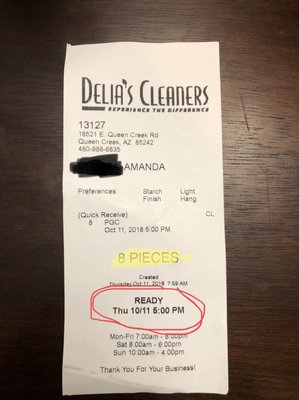 DELIA'S CLEANERS
EXPERIENCE THE DIFFERENCE
13127
18521 E. Queen Creek Rd
Queen Creek, AZ 85242
480-988-6835
AMANDA
Preferences: Starch Light
Finish Hang
(Quick Receive) CL
8 PGC
Oct 11, 2018 5:00 PM
8 PIECES
Created
Thursday Oct 11, 2018 7:59 AM
READY
Thu 10/11 5:00 PM
Mon-Fri 7:00am - 8:00pm
Sat 8:00am - 6:00pm
Sun 10:00am - 4:00pm
Thank You For Your Business!